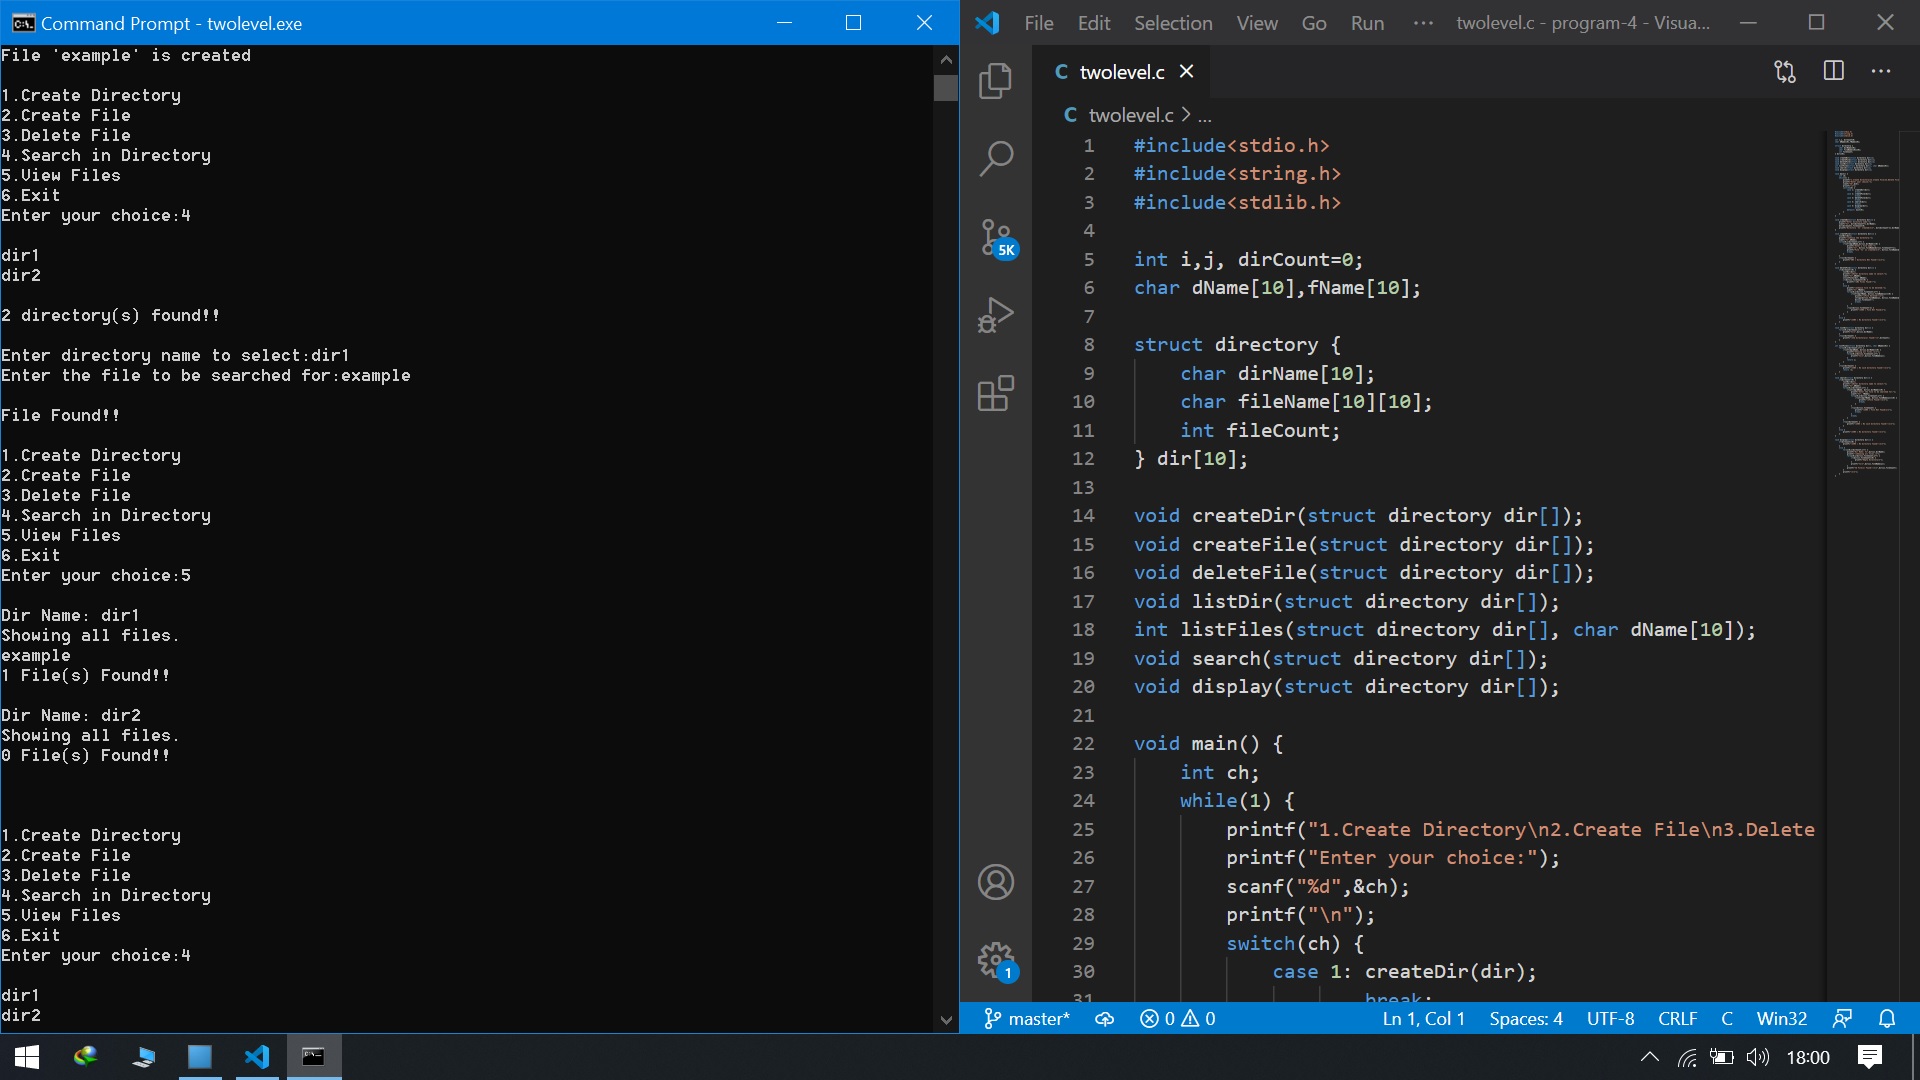 Command Prompt - twolevel.exe
File 'example' is created
1.Create Directory
2.Create File
3.Delete File
4.Search in Directory
5.View Files
6.Exit
Enter your choice:4
dir1
dir2
2 directory(s) found!!
Enter directory name to select:dir1
Enter the file to be searched for:example
File Found!!
1.Create Directory
2.Create File
3.Delete File
4.Search in Directory
5.View Files
6.Exit
Enter your choice:5
Dir Name: dir1
Showing all files.
example
1 File(s) Found!!
Dir Name: dir2
Showing all files.
0 File(s) Found!!
1.Create Directory
2.Create File
3.Delete File
4.Search in Directory
5.View Files
6.Exit
Enter your choice:4
dir1
dir2
File Edit Selection View Go Run ··· twolevel.c - program-4 - Visua...
C twolevel.c
C twolevel.c > ...
5K
1
1 #include<stdio.h>
2 #include<string.h>
3 #include<stdlib.h>
4
5 int i,j, dirCount=0;
6 char dName[10],fName[10];
7
8 struct directory {
9 char dirName[10];
10 char fileName[10][10];
11 int fileCount;
12 } dir[10];
13
14 void createDir(struct directory dir[]);
15 void createFile(struct directory dir[]);
16 void deleteFile(struct directory dir[]);
17 void listDir(struct directory dir[]);
18 int listFiles(struct directory dir[], char dName[10]);
19 void search(struct directory dir[]);
20 void display(struct directory dir[]);
21
22 void main() {
23 int ch;
24 while(1) {
25 printf("1.Create Directory\n2.Create File\n3.Delete
26 printf("Enter your choice:");
27 scanf("%d",&ch);
28 printf("\n");
29 switch(ch) {
30 case 1: createDir(dir);
31 break;
master* 0 0 Ln 1, Col 1 Spaces: 4 UTF-8 CRLF C Win32
18:00